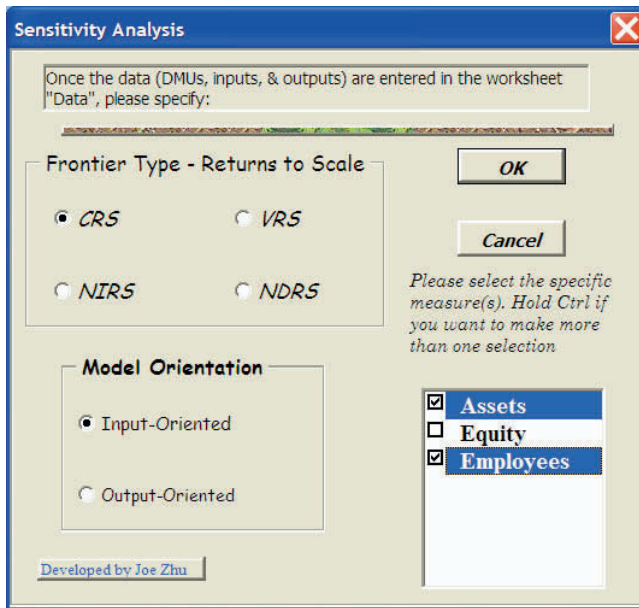 Sensitivity Analysis
Once the data (DMUs, inputs, & outputs) are entered in the worksheet
"Data", please specify:
Frontier Type - Returns to Scale
CRS
VRS
NIRS
NDRS
OK
Cancel
Please select the specific
measure(s). Hold Ctrl if
you want to make more
than one selection
Model Orientation
Input-Oriented
Output-Oriented
Assets
Equity
Employees
Developed by Joe Zhu